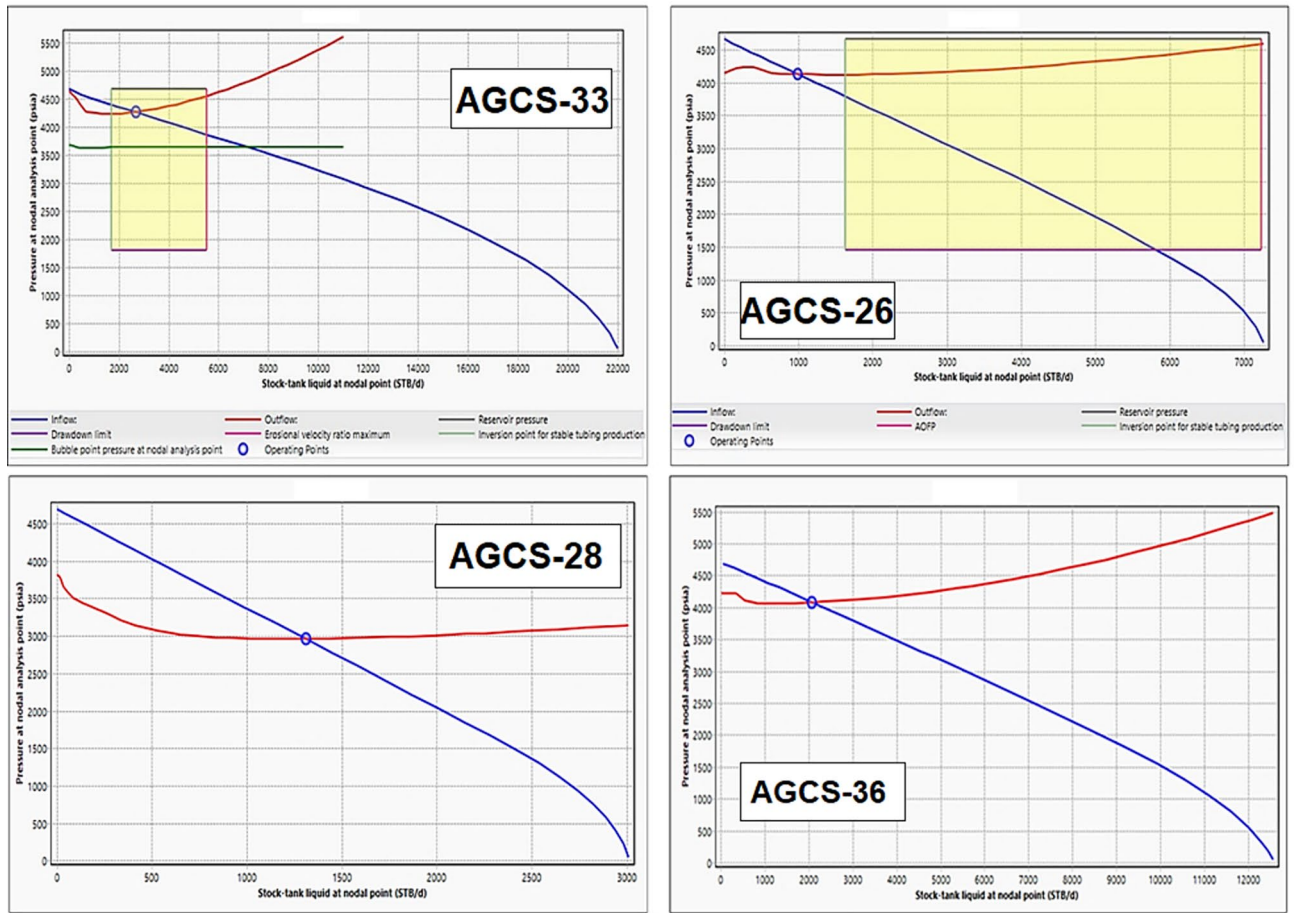 AGCS-33
Pressure at nodal analysis point (psia)
5500
5000
4500
4000
3500
3000
2500
2000
1500
1000
500
0
0 2000 4000 6000 8000 10000 12000 14000 16000 18000 20000 22000
Stock-tank liquid at nodal point (STB/d)
Inflow: Outflow: Reservoir pressure
Drawdown limit Erosional velocity ratio maximum Inversion point for stable tubing production
Bubble point pressure at nodal analysis point Operating Points
AGCS-26
Pressure at nodal analysis point (psia)
4500
4000
3500
3000
2500
2000
1500
1000
500
0
0 1000 2000 3000 4000 5000 6000 7000
Stock-tank liquid at nodal point (STB/d)
Inflow: Outflow: Reservoir pressure
Drawdown limit AOFP Inversion point for stable tubing production
Operating Points
AGCS-28
Pressure at nodal analysis point (psia)
4500
4000
3500
3000
2500
2000
1500
1000
500
0
0 500 1000 1500 2000 2500 3000
Stock-tank liquid at nodal point (STB/d)
AGCS-36
Pressure at nodal analysis point (psia)
5500
5000
4500
4000
3500
3000
2500
2000
1500
1000
500
0
0 1000 2000 3000 4000 5000 6000 7000 8000 9000 10000 11000 12000
Stock-tank liquid at nodal point (STB/d)